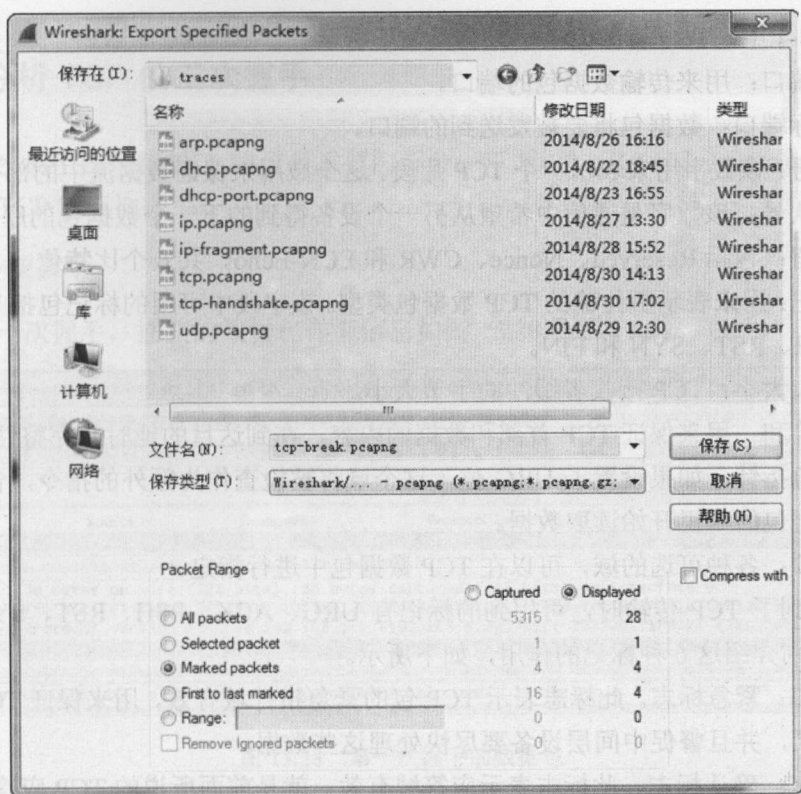 Wireshark: Export Specified Packets
保存在(I): traces
名称 修改日期 类型
arp.pcapng 2014/8/26 16:16 Wireshar
dhcp.pcapng 2014/8/22 18:45 Wireshar
dhcp-port.pcapng 2014/8/23 16:55 Wireshar
ip.pcapng 2014/8/27 13:30 Wireshar
ip-fragment.pcapng 2014/8/28 15:52 Wireshar
tcp.pcapng 2014/8/30 14:13 Wireshar
tcp-handshake.pcapng 2014/8/30 17:02 Wireshar
udp.pcapng 2014/8/29 12:30 Wireshar
最近访问的位置
桌面
库
计算机
网络
文件名(N): tcp-break.pcapng 保存(S)
保存类型(T): Wireshark/... - pcapng (*.pcapng;*.pcapng.gz; 取消
帮助(H)
Packet Range
Captured Displayed
Compress with
All packets 5315 28
Selected packet 1 1
Marked packets 4 4
First to last marked 16 4
Range: 0 0
Remove Ignored packets 0 0